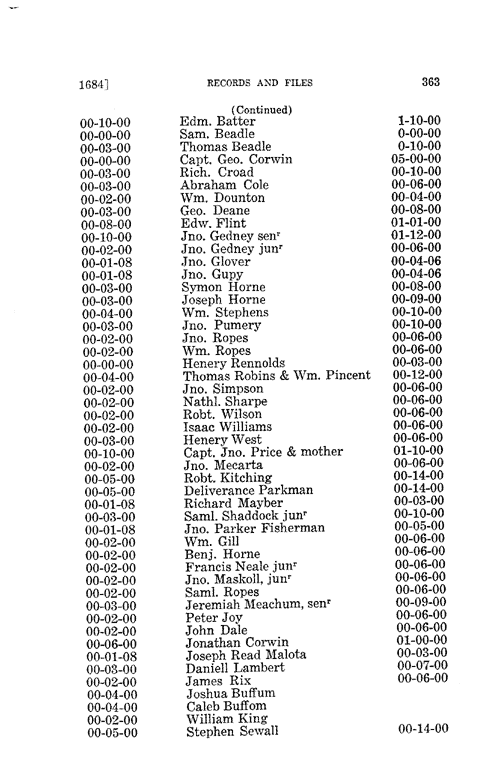 1684] RECORDS AND FILES 363
(Continued)
00-10-00 Edm. Batter 1-10-00
00-00-00 Sam. Beadle 0-00-00
00-03-00 Thomas Beadle 0-10-00
00-00-00 Capt. Geo. Corwin 05-00-00
00-03-00 Rich. Croad 00-10-00
00-03-00 Abraham Cole 00-06-00
00-02-00 Wm. Dounton 00-04-00
00-03-00 Geo. Deane 00-08-00
00-08-00 Edw. Flint 01-01-00
00-10-00 Jno. Gedney senʳ 01-12-00
00-02-00 Jno. Gedney junʳ 00-06-00
00-01-08 Jno. Glover 00-04-06
00-01-08 Jno. Gupy 00-04-06
00-03-00 Symon Horne 00-08-00
00-03-00 Joseph Horne 00-09-00
00-04-00 Wm. Stephens 00-10-00
00-03-00 Jno. Pumery 00-10-00
00-02-00 Jno. Ropes 00-06-00
00-02-00 Wm. Ropes 00-06-00
00-00-00 Henery Rennolds 00-03-00
00-04-00 Thomas Robins & Wm. Pincent 00-12-00
00-02-00 Jno. Simpson 00-06-00
00-02-00 Nathl. Sharpe 00-06-00
00-02-00 Robt. Wilson 00-06-00
00-02-00 Isaac Williams 00-06-00
00-03-00 Henery West 00-06-00
00-10-00 Capt. Jno. Price & mother 01-10-00
00-02-00 Jno. Mecarta 00-06-00
00-05-00 Robt. Kitching 00-14-00
00-05-00 Deliverance Parkman 00-14-00
00-01-08 Richard Mayber 00-03-00
00-03-00 Saml. Shaddock junʳ 00-10-00
00-01-08 Jno. Parker Fisherman 00-05-00
00-02-00 Wm. Gill 00-06-00
00-02-00 Benj. Horne 00-06-00
00-02-00 Francis Neale junʳ 00-06-00
00-02-00 Jno. Maskoll, junʳ 00-06-00
00-02-00 Saml. Ropes 00-06-00
00-03-00 Jeremiah Meachum, senʳ 00-09-00
00-02-00 Peter Joy 00-06-00
00-02-00 John Dale 00-06-00
00-06-00 Jonathan Corwin 01-00-00
00-01-08 Joseph Read Malota 00-03-00
00-03-00 Daniell Lambert 00-07-00
00-02-00 James Rix 00-06-00
00-04-00 Joshua Buffum
00-04-00 Caleb Buffom
00-02-00 William King
00-05-00 Stephen Sewall 00-14-00